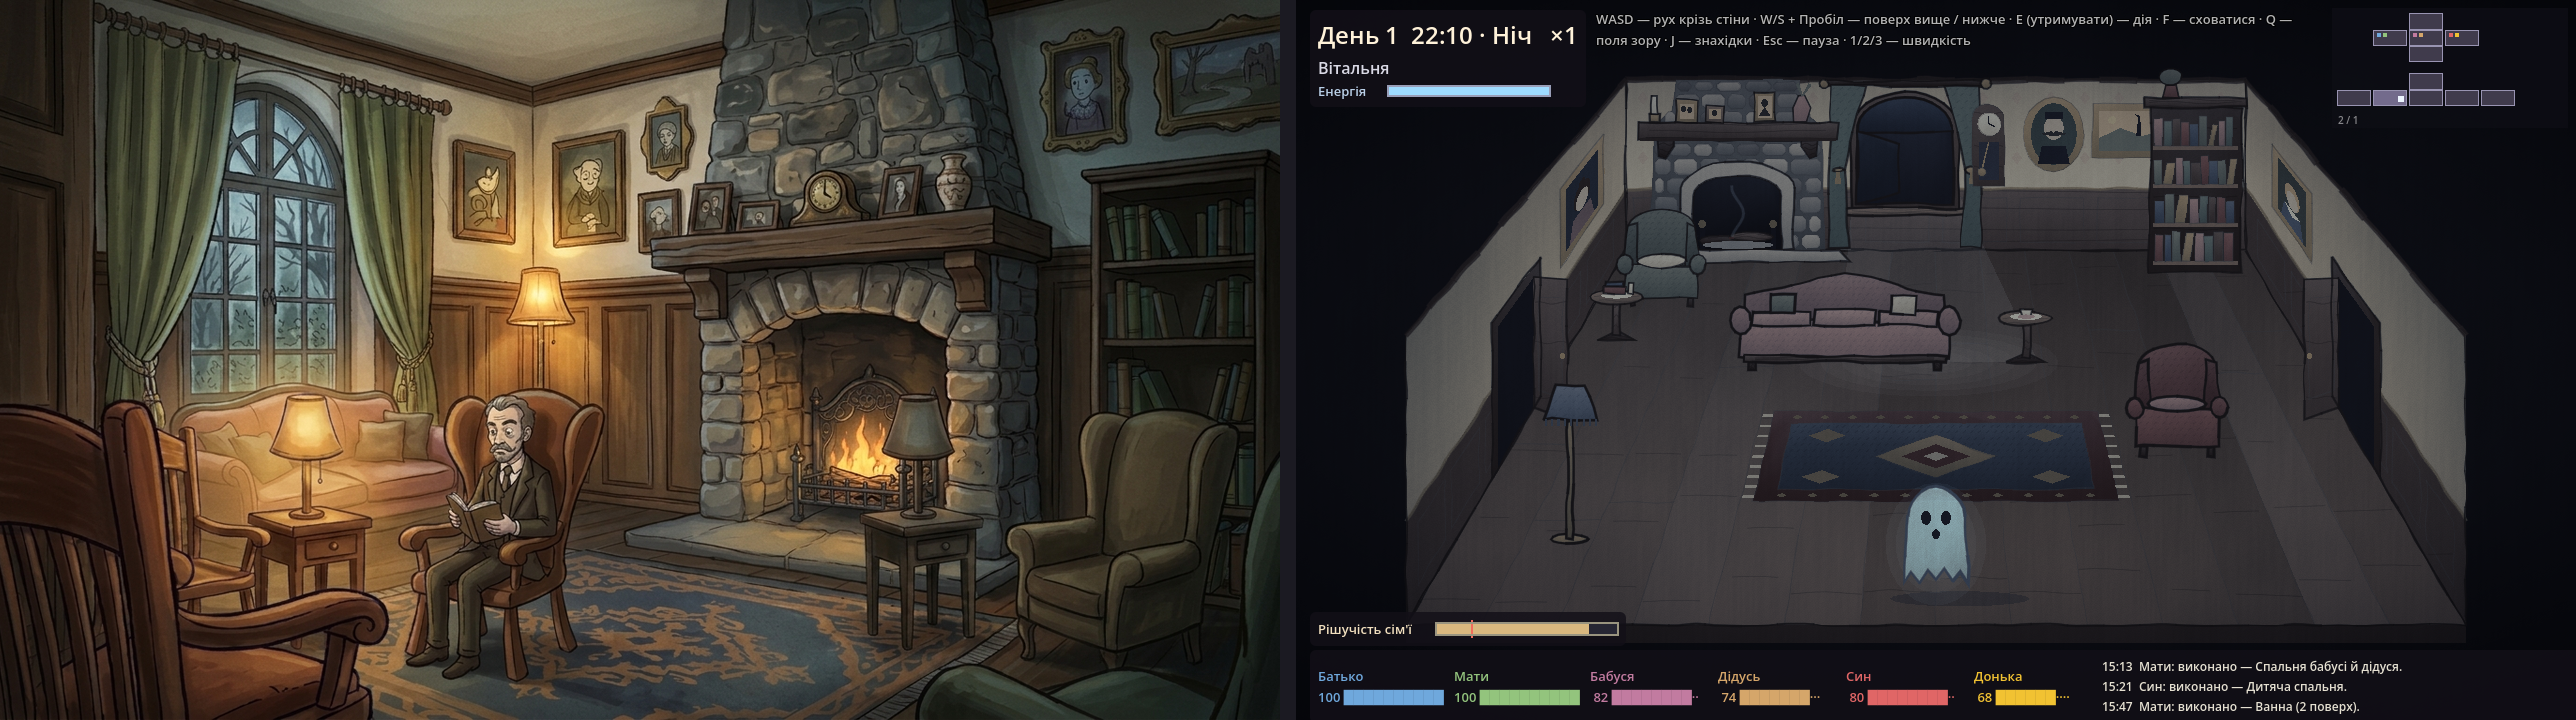 День 1 22:10 · Ніч ×1
Вітальня
Енергія
WASD — рух крізь стіни · W/S + Пробіл — поверх вище / нижче · E (утримувати) — дія · F — сховатися · Q —
поля зору · J — знахідки · Esc — пауза · 1/2/3 — швидкість
2 / 1
Рішучість сім'ї
Батько Мати Бабуся Дідусь Син Донька
100 100 82 74 80 68
15:13 Мати: виконано — Спальня бабусі й дідуся.
15:21 Син: виконано — Дитяча спальня.
15:47 Мати: виконано — Ванна (2 поверх).